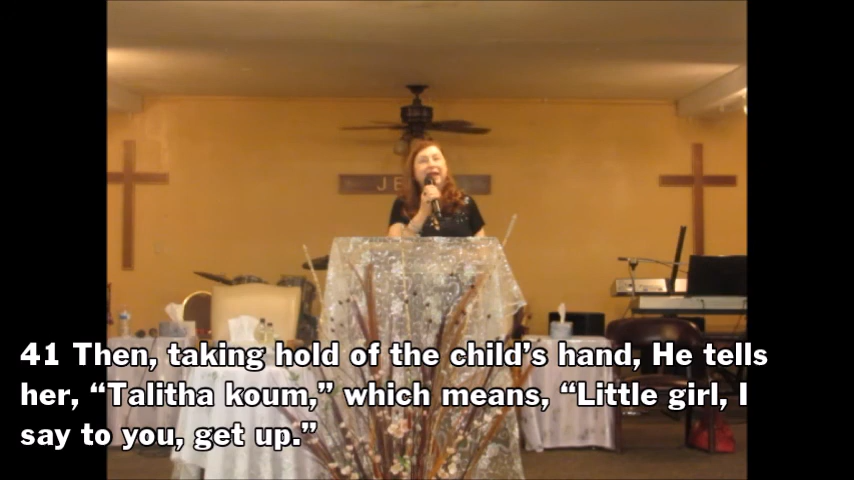 JE
41 Then, taking hold of the child’s hand, He tells
her, “Talitha koum,” which means, “Little girl, I
say to you, get up.”